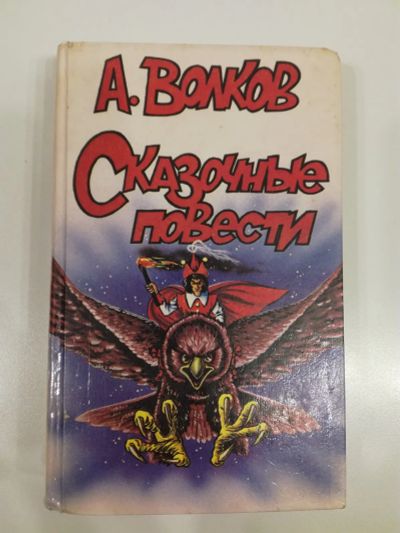 А. Волков
Сказочные
повести